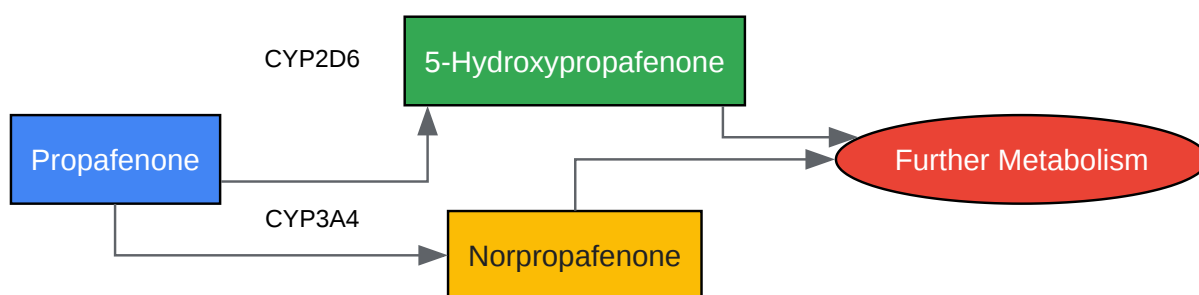 CYP2D6
5-Hydroxypropafenone
Propafenone
Further Metabolism
CYP3A4
Norpropafenone